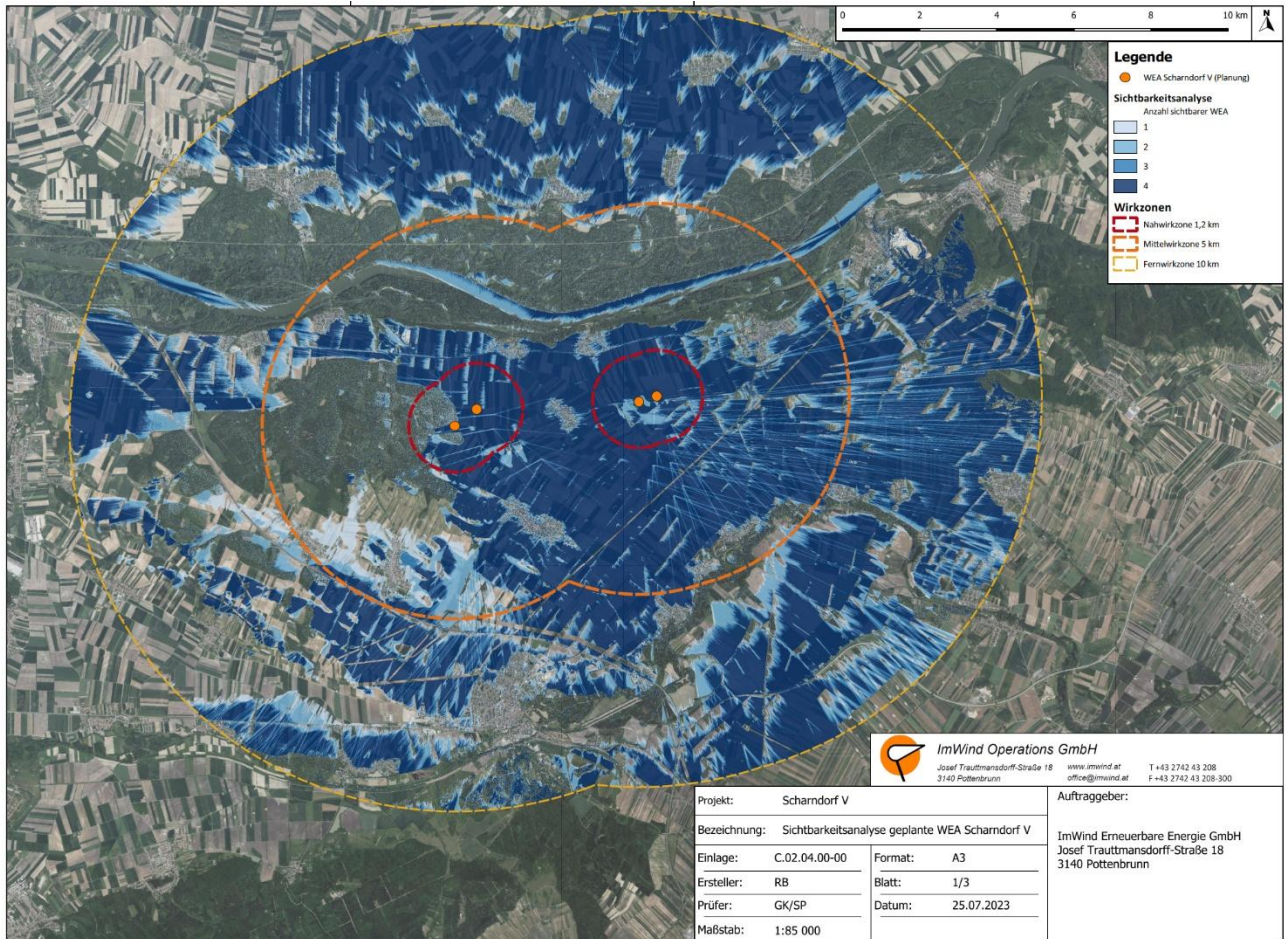 0 2 4 6 8 10 km
N
Legende
WEA Scharndorf V (Planung)
Sichtbarkeitsanalyse
Anzahl sichtbarer WEA
1
2
3
4
Wirkzonen
Nahwirkzone 1,2 km
Mittelwirkzone 5 km
Fernwirkzone 10 km
ImWind Operations GmbH
Josef Trauttmansdorff-Straße 18 www.imwind.at T +43 2742 43 208
3140 Pottenbrunn office@imwind.at F +43 2742 43 208-300
Projekt: Scharndorf V
Bezeichnung: Sichtbarkeitsanalyse geplante WEA Scharndorf V
Einlage: C.02.04.00-00 Format: A3
Ersteller: RB Blatt: 1/3
Prüfer: GK/SP Datum: 25.07.2023
Maßstab: 1:85 000
Auftraggeber:
ImWind Erneuerbare Energie GmbH
Josef Trauttmansdorff-Straße 18
3140 Pottenbrunn